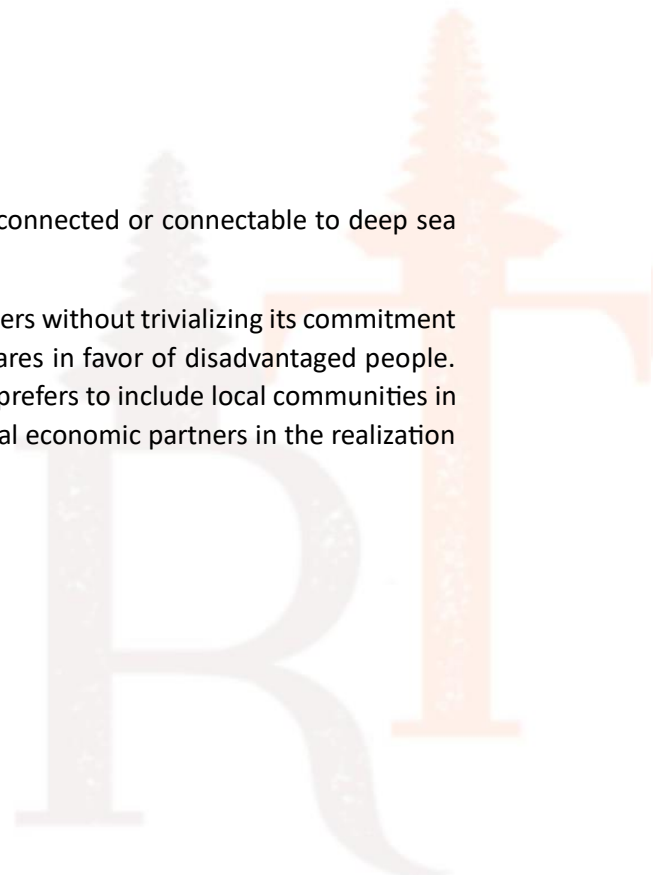 connected or connectable to deep sea
ers without trivializing its commitment
ares in favor of disadvantaged people.
prefers to include local communities in
al economic partners in the realization
RT